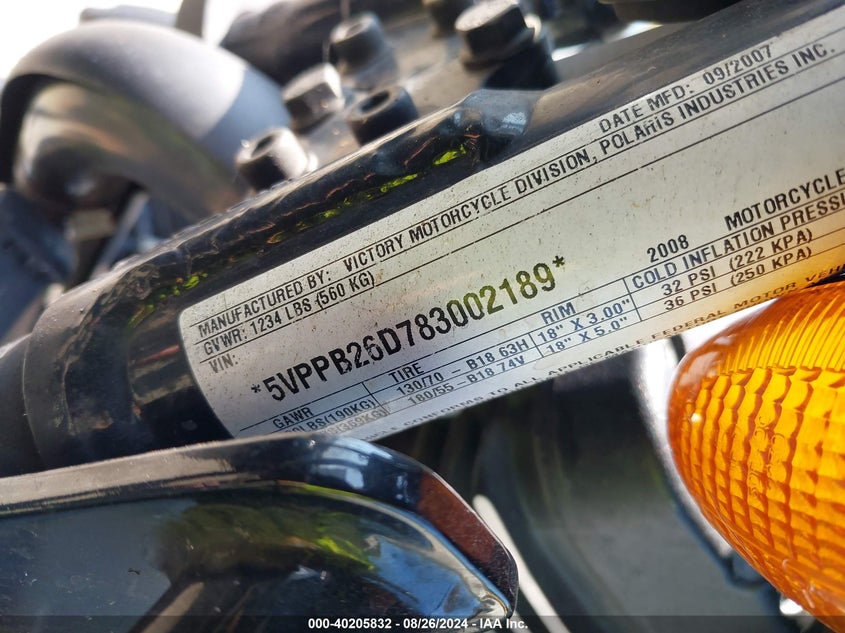 MANUFACTURED BY: VICTORY MOTORCYCLE DIVISION, POLARIS INDUSTRIES INC.
DATE MFD: 09/2007
GVWR: 1234 LBS (560 KG)
VIN:
*5VPPB26D783002189*
2008 MOTORCYCLE
GAWR TIRE RIM COLD INFLATION PRESSU
LBS(190KG) 130/70 - B18 63H 18" X 3.00" 32 PSI (222 KPA)
180/55 -B18 74V 18" X 5.0" 36 PSI (250 KPA)
CONFORMS TO ALL APPLICABLE FEDERAL MOTOR VEH
000-40205832 - 08/26/2024 - IAA Inc.